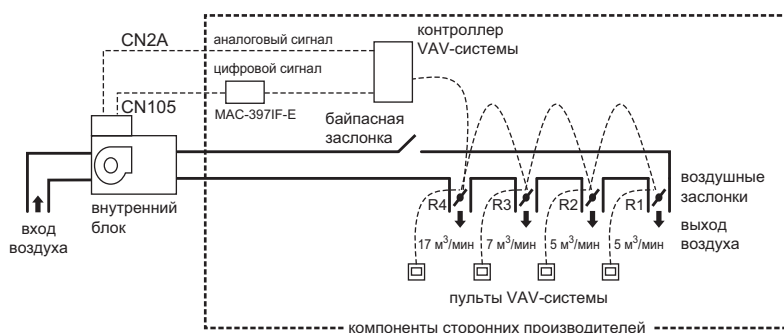 CN2A
аналоговый сигнал
контроллер
VAV-системы
цифровой сигнал
CN105
MAC-397IF-E
байпасная
заслонка
воздушные
заслонки
R4
R3
R2
R1
внутренний
блок
вход
воздуха
выход
воздуха
17 м³/мин
7 м³/мин
5 м³/мин
5 м³/мин
пульты VAV-системы
компоненты сторонних производителей